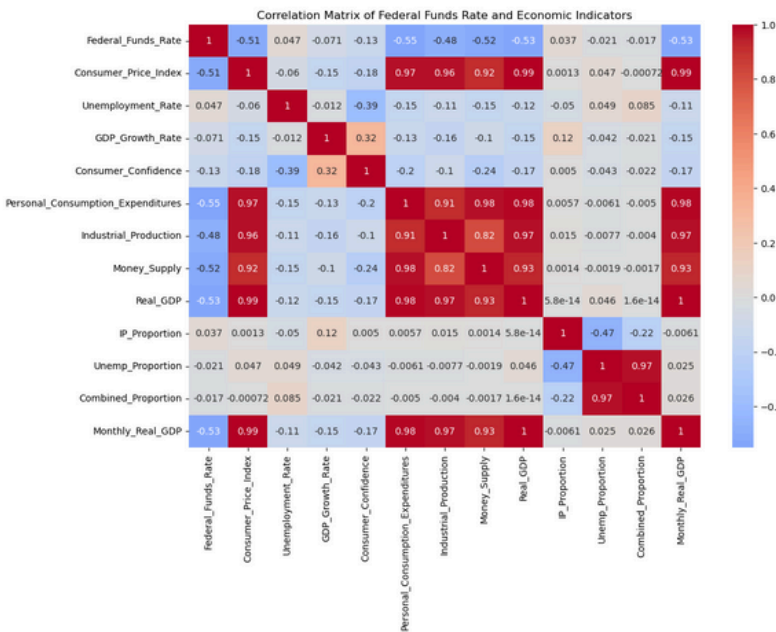 Correlation Matrix of Federal Funds Rate and Economic Indicators
Federal_Funds_Rate 1 -0.51 0.047 -0.071 -0.13 -0.55 -0.48 -0.52 -0.53 0.037 -0.021 -0.017 -0.53
Consumer_Price_Index -0.51 1 -0.06 -0.15 -0.18 0.97 0.96 0.92 0.99 0.0013 0.047 -0.00072 0.99
Unemployment_Rate 0.047 -0.06 1 -0.012 -0.39 -0.15 -0.11 -0.15 -0.12 -0.05 0.049 0.085 -0.11
GDP_Growth_Rate -0.071 -0.15 -0.012 1 0.32 -0.13 -0.16 -0.1 -0.15 0.12 -0.042 -0.021 -0.15
Consumer_Confidence -0.13 -0.18 -0.39 0.32 1 -0.2 -0.1 -0.24 -0.17 0.005 -0.043 -0.022 -0.17
Personal_Consumption_Expenditures -0.55 0.97 -0.15 -0.13 -0.2 1 0.91 0.98 0.98 0.0057 -0.0061 -0.005 0.98
Industrial_Production -0.48 0.96 -0.11 -0.16 -0.1 0.91 1 0.82 0.97 0.015 -0.0077 -0.004 0.97
Money_Supply -0.52 0.92 -0.15 -0.1 -0.24 0.98 0.82 1 0.93 0.0014 -0.0019 -0.0017 0.93
Real_GDP -0.53 0.99 -0.12 -0.15 -0.17 0.98 0.97 0.93 1 5.8e-14 0.046 1.6e-14 1
IP_Proportion 0.037 0.0013 -0.05 0.12 0.005 0.0057 0.015 0.0014 5.8e-14 1 -0.47 -0.22 -0.0061
Unemp_Proportion -0.021 0.047 0.049 -0.042 -0.043 -0.0061 -0.0077 -0.0019 0.046 -0.47 1 0.97 0.025
Combined_Proportion -0.017 -0.00072 0.085 -0.021 -0.022 -0.005 -0.004 -0.0017 1.6e-14 -0.22 0.97 1 0.026
Monthly_Real_GDP -0.53 0.99 -0.11 -0.15 -0.17 0.98 0.97 0.93 1 -0.0061 0.025 0.026 1
Federal_Funds_Rate
Consumer_Price_Index
Unemployment_Rate
GDP_Growth_Rate
Consumer_Confidence
Personal_Consumption_Expenditures
Industrial_Production
Money_Supply
Real_GDP
IP_Proportion
Unemp_Proportion
Combined_Proportion
Monthly_Real_GDP
1.0
0.8
0.6
0.4
0.2
0.0